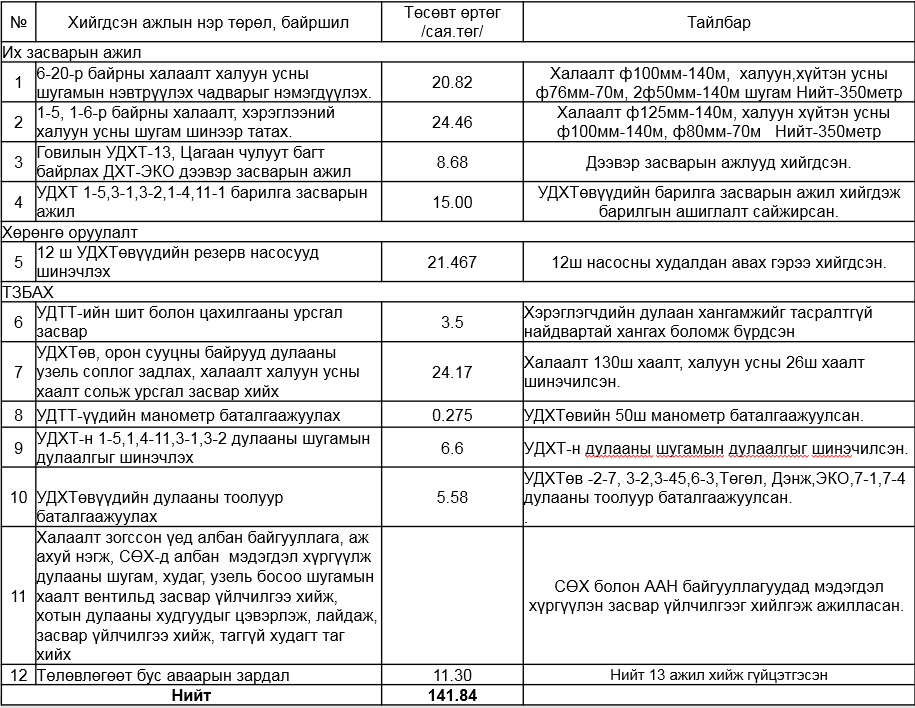 № Хийгдсэн ажлын нэр төрөл, байршил Төсөвт өртөг /сая.төг/ Тайлбар
Их засварын ажил
1 6-20-р байрны халаалт халуун усны шугамын нэвтрүүлэх чадварыг нэмэгдүүлэх. 20.82 Халаалт ф100мм-140м, халуун,хүйтэн усны ф76мм-70м, 2ф50мм-140м шугам Нийт-350метр
2 1-5, 1-6-р байрны халаалт, хэрэглээний халуун усны шугам шинээр татах. 24.46 Халаалт ф125мм-140м, халуун хүйтэн усны ф100мм-140м, ф80мм-70м Нийт-350метр
3 Говилын УДХТ-13, Цагаан чулуут багт байрлах ДХТ-ЭКО дээвэр засварын ажил 8.68 Дээвэр засварын ажлууд хийгдсэн.
4 УДХТ 1-5,3-1,3-2,1-4,11-1 барилга засварын ажил 15.00 УДХТөвүүдийн барилга засварын ажил хийгдэж барилгын ашиглалт сайжирсан.
Хөрөнгө оруулалт
5 12 ш УДХТөвүүдийн резерв насосууд шинэчлэх 21.467 12ш насосны худалдан авах гэрээ хийгдсэн.
ТЗБАХ
6 УДТТ-ийн шит болон цахилгааны урсгал засвар 3.5 Хэрэглэгчдийн дулаан хангамжийг тасралтгүй найдвартай хангах боломж бүрдсэн
7 УДХТөв, орон сууцны байрууд дулааны узель соплог задлах, халаалт халуун усны хаалт сольж урсгал засвар хийх 24.17 Халаалт 130ш хаалт, халуун усны 26ш хаалт шинэчилсэн.
8 УДТТ-үүдийн манометр баталгаажуулах 0.275 УДХТөвийн 50ш манометр баталгаажуулсан.
9 УДХТ-н 1-5,1,4-11,3-1,3-2 дулааны шугамын дулаалгыг шинэчлэх 6.6 УДХТ-н дулааны шугамын дулаалгыг шинэчилсэн.
10 УДХТөвүүдийн дулааны тоолуур баталгаажуулах 5.58 УДХТөв -2-7, 3-2,3-45,6-3,Төгөл, Дэнж,ЭКО,7-1,7-4 дулааны тоолуур баталгаажуулсан.
.
11 Халаалт зогссон үед албан байгууллага, аж ахуй нэгж, СӨХ-д албан мэдэгдэл хүргүүлж дулааны шугам, худаг, узель босоо шугамын хаалт вентильд засвар үйлчилгээ хийж, хотын дулааны худгуудыг цэвэрлэж, лайдаж, засвар үйлчилгээ хийж, таггүй худагт таг хийх СӨХ болон ААН байгууллагуудад мэдэгдэл хүргүүлэн засвар үйлчилгээг хийлгэж ажилласан.
12 Төлөвлөгөөт бус аваарын зардал 11.30 Нийт 13 ажил хийж гүйцэтгэсэн
Нийт 141.84